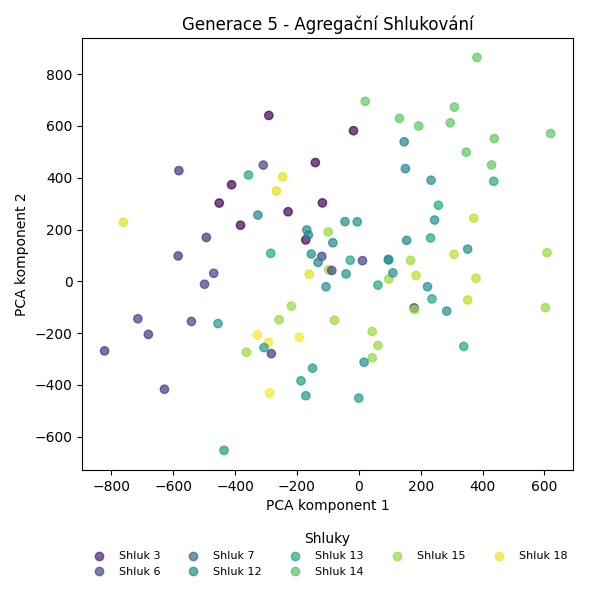 Generace 5 - Agregační Shlukování
PCA komponent 2
800
600
400
200
0
−200
−400
−600
−800
−600
−400
−200
0
200
400
600
PCA komponent 1
Shluky
Shluk 3
Shluk 7
Shluk 13
Shluk 15
Shluk 18
Shluk 6
Shluk 12
Shluk 14